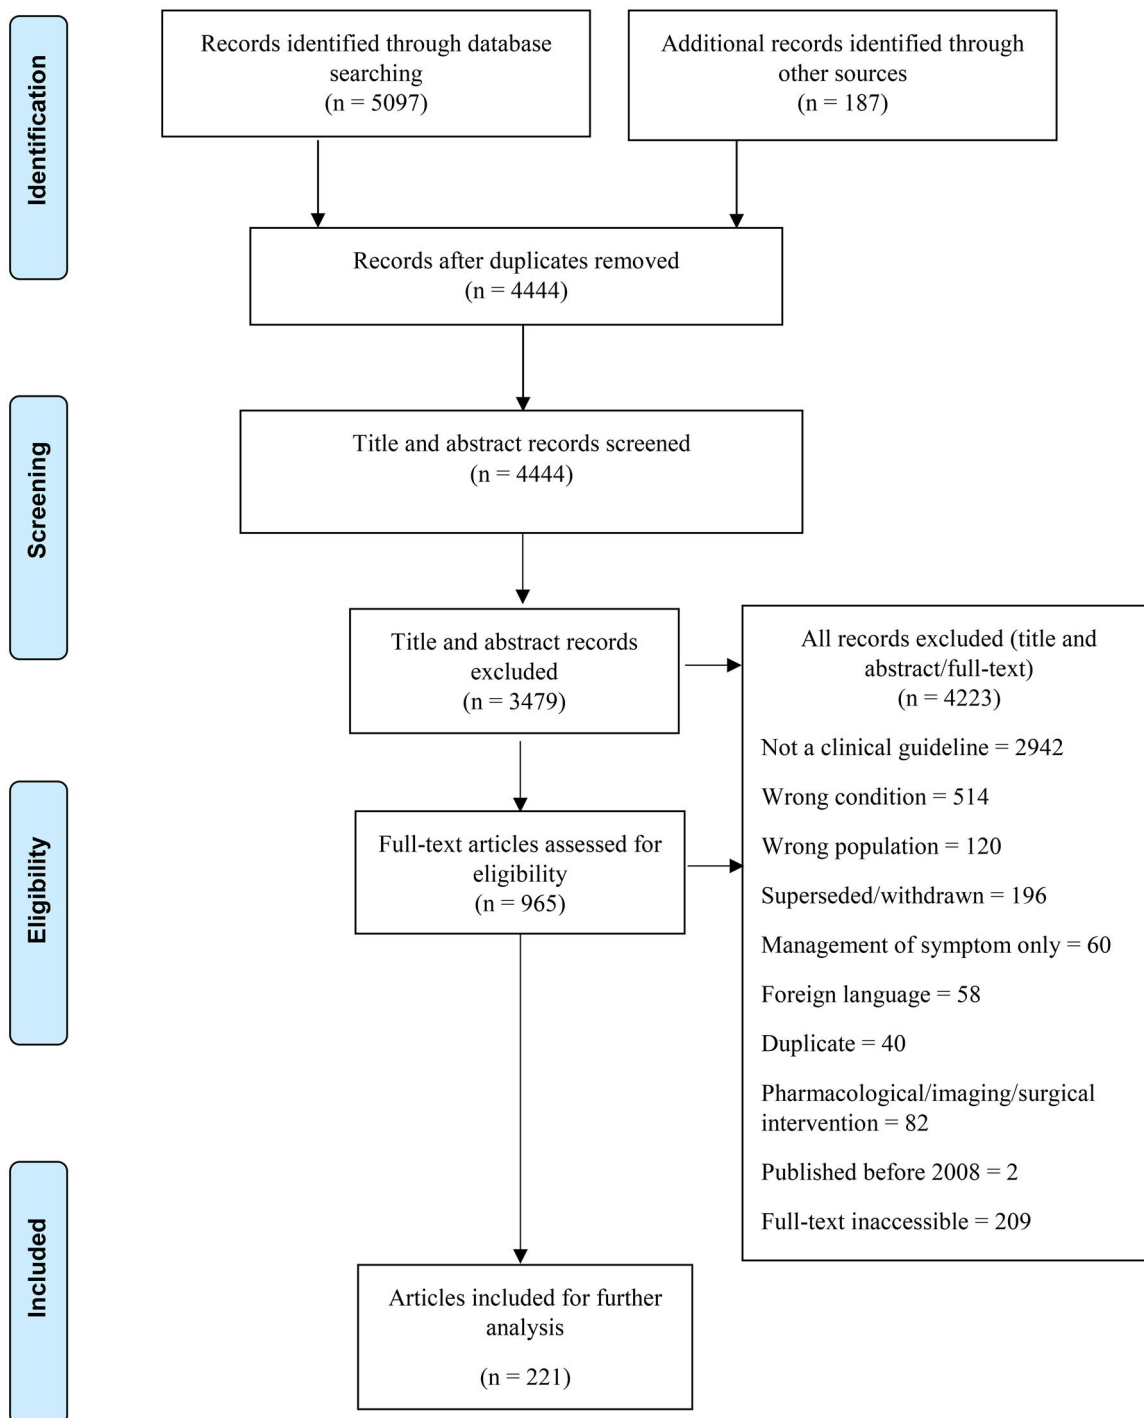 Identification
Records identified through database
searching
(n = 5097)
Additional records identified through
other sources
(n = 187)
Records after duplicates removed
(n = 4444)
Screening
Title and abstract records screened
(n = 4444)
Title and abstract records
excluded
(n = 3479)
All records excluded (title and
abstract/full-text)
(n = 4223)
Not a clinical guideline = 2942
Wrong condition = 514
Wrong population = 120
Superseded/withdrawn = 196
Management of symptom only = 60
Foreign language = 58
Duplicate = 40
Pharmacological/imaging/surgical
intervention = 82
Published before 2008 = 2
Full-text inaccessible = 209
Eligibility
Full-text articles assessed for
eligibility
(n = 965)
Included
Articles included for further
analysis
(n = 221)